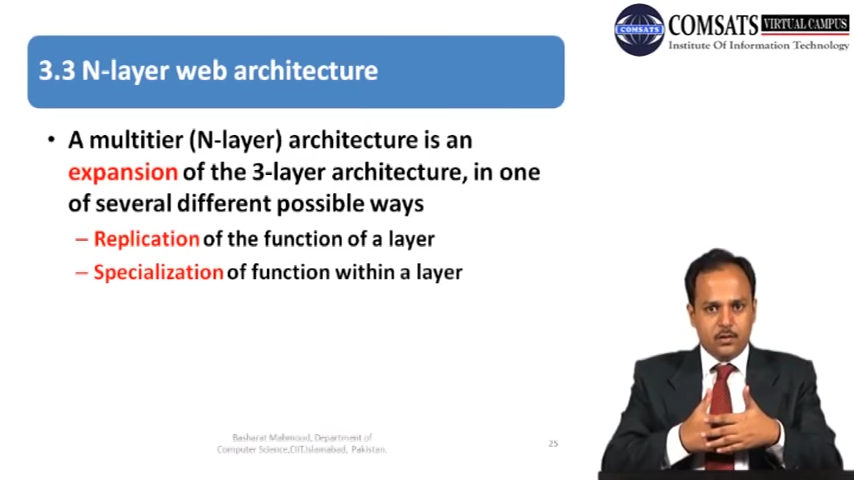 COMSATS VIRTUAL CAMPUS
COMSATS
Institute Of Information Technology
3.3 N-layer web architecture
• A multitier (N-layer) architecture is an
expansion of the 3-layer architecture, in one
of several different possible ways
– Replication of the function of a layer
– Specialization of function within a layer
Basharat Mahmood, Department of
Computer Science,CIIT,Islamabad, Pakistan.
25